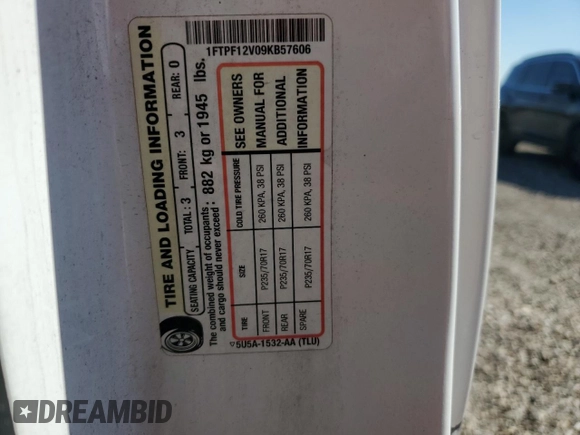 1FTPF12V09KB57606
TIRE AND LOADING INFORMATION
SEATING CAPACITY TOTAL: 3 FRONT: 3 REAR: 0
The combined weight of occupants
and cargo should never exceed: 882 kg or 1945 lbs.
TIRE SIZE COLD TIRE PRESSURE SEE OWNERS
FRONT P235/70R17 260 KPA, 38 PSI MANUAL FOR
REAR P235/70R17 260 KPA, 38 PSI ADDITIONAL
SPARE P235/70R17 260 KPA, 38 PSI INFORMATION
▽5U5A-1532-AA (TLU)
DREAMBID